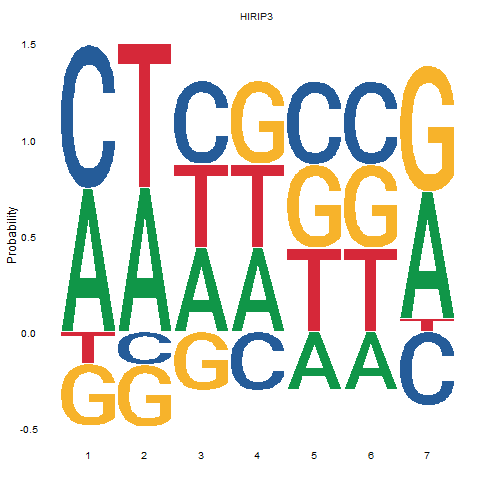 HIRIP3
1.5
1.0
0.5
0.0
-0.5
Probability
C T C G C C G
A A T T G G A
T C A A T T T
G G G C A A C
1 2 3 4 5 6 7